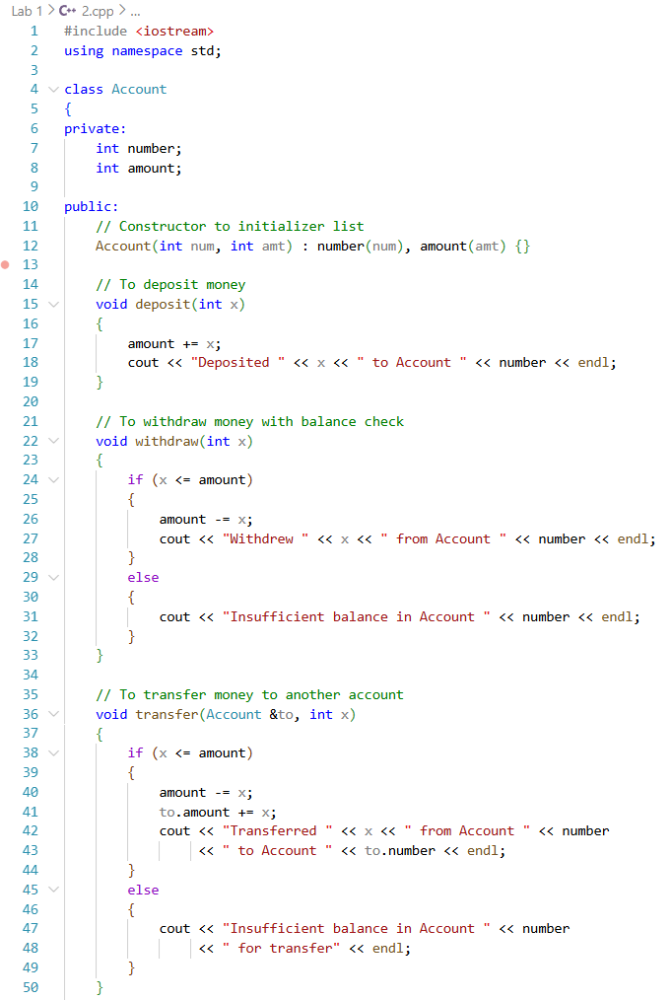 Lab 1 > C++ 2.cpp > ...
1 #include <iostream>
2 using namespace std;
3
4 class Account
5 {
6 private:
7     int number;
8     int amount;
9
10 public:
11     // Constructor to initializer list
12     Account(int num, int amt) : number(num), amount(amt) {}
13
14     // To deposit money
15     void deposit(int x)
16     {
17         amount += x;
18         cout << "Deposited " << x << " to Account " << number << endl;
19     }
20
21     // To withdraw money with balance check
22     void withdraw(int x)
23     {
24         if (x <= amount)
25         {
26             amount -= x;
27             cout << "Withdrew " << x << " from Account " << number << endl;
28         }
29         else
30         {
31             cout << "Insufficient balance in Account " << number << endl;
32         }
33     }
34
35     // To transfer money to another account
36     void transfer(Account &to, int x)
37     {
38         if (x <= amount)
39         {
40             amount -= x;
41             to.amount += x;
42             cout << "Transferred " << x << " from Account " << number
43                  << " to Account " << to.number << endl;
44         }
45         else
46         {
47             cout << "Insufficient balance in Account " << number
48                  << " for transfer" << endl;
49         }
50     }